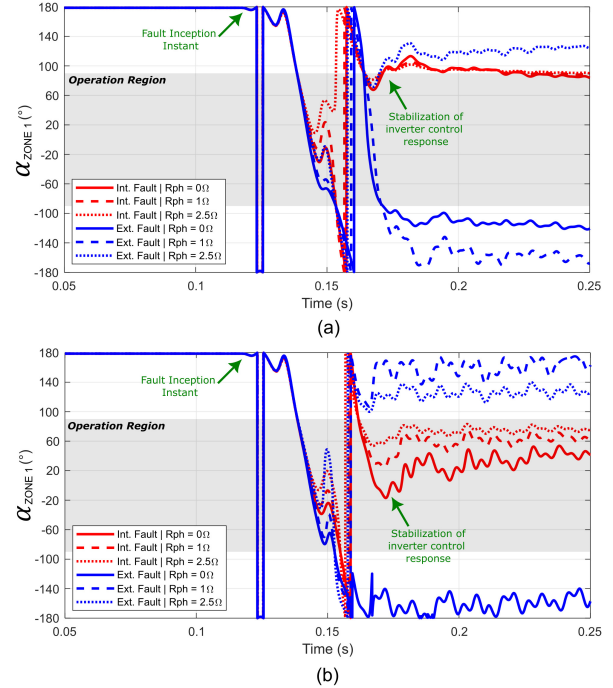 180
140
100
60
20
-20
-60
-100
-140
-180
α ZONE 1 (°)
Fault Inception
Instant
Operation Region
Stabilization of
inverter control
response
Int. Fault | Rph = 0Ω
Int. Fault | Rph = 1Ω
Int. Fault | Rph = 2.5Ω
Ext. Fault | Rph = 0Ω
Ext. Fault | Rph = 1Ω
Ext. Fault | Rph = 2.5Ω
0.05 0.1 0.15 0.2 0.25
Time (s)
(a)
180
140
100
60
20
-20
-60
-100
-140
-180
α ZONE 1 (°)
Fault Inception
Instant
Operation Region
Stabilization of
inverter control
response
Int. Fault | Rph = 0Ω
Int. Fault | Rph = 1Ω
Int. Fault | Rph = 2.5Ω
Ext. Fault | Rph = 0Ω
Ext. Fault | Rph = 1Ω
Ext. Fault | Rph = 2.5Ω
0.05 0.1 0.15 0.2 0.25
Time (s)
(b)